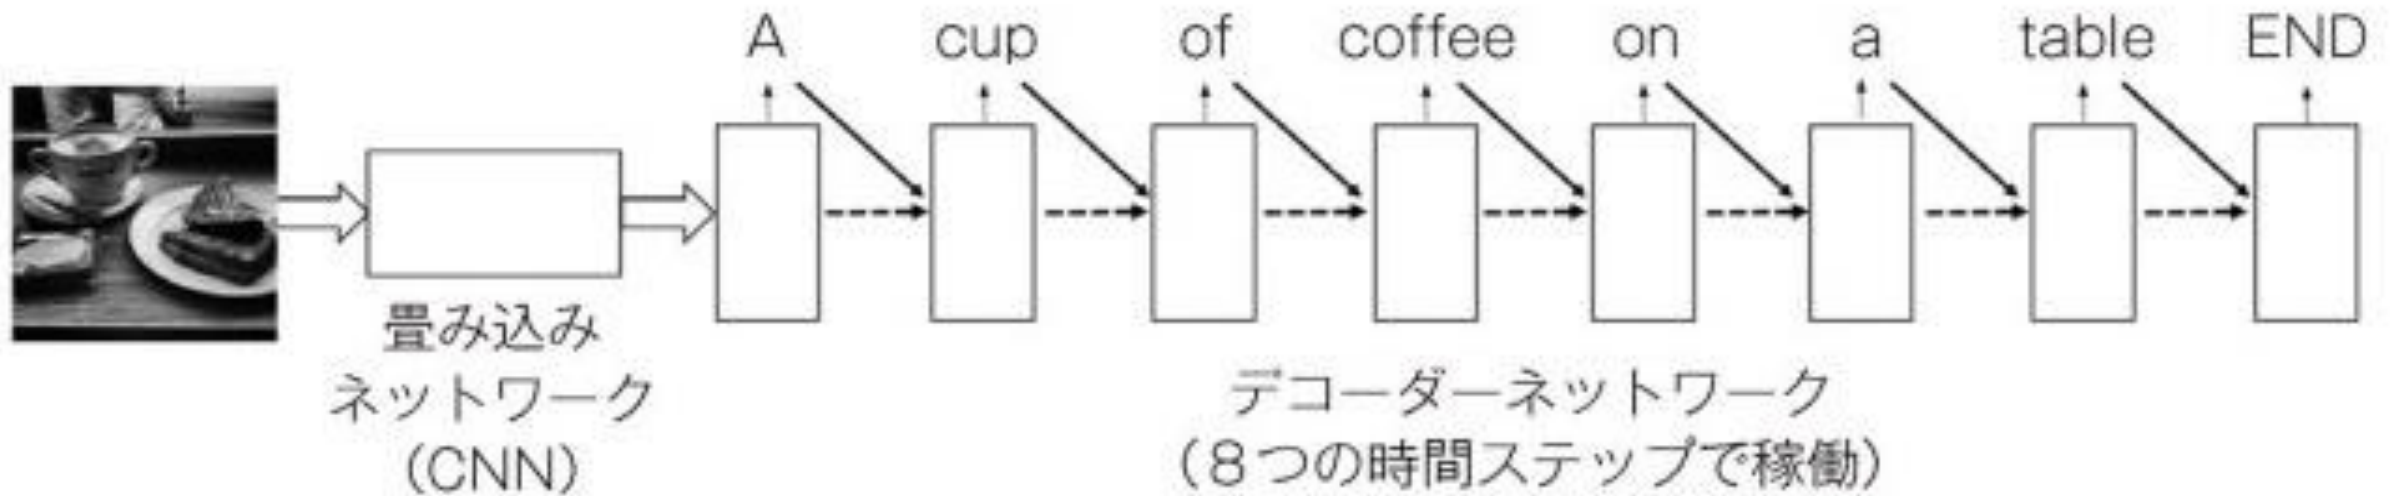 A cup of coffee on a table END
畳み込み
ネットワーク
(CNN)
デコーダーネットワーク
(8つの時間ステップで稼働)